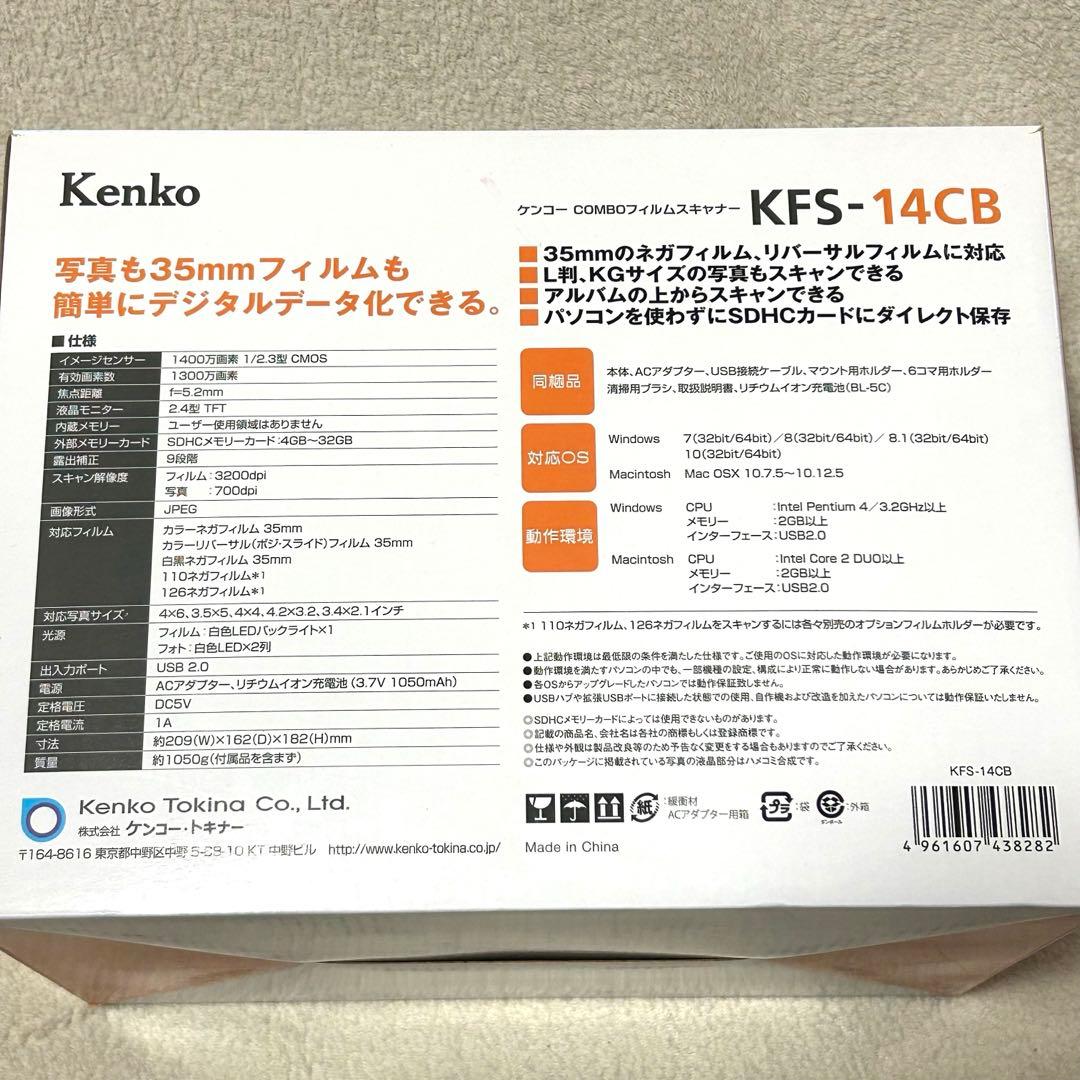 Kenko
写真も35mmフィルムも
簡単にデジタルデータ化できる。
■仕様
イメージセンサー 1400万画素 1/2.3型 CMOS
有効画素数 1300万画素
焦点距離 f=5.2mm
液晶モニター 2.4型 TFT
内蔵メモリー ユーザー使用領域はありません
外部メモリーカード SDHCメモリーカード:4GB〜32GB
露出補正 9段階
スキャン解像度 フィルム:3200dpi
写真 :700dpi
画像形式 JPEG
対応フィルム カラーネガフィルム 35mm
カラーリバーサル(ポジ・スライド)フィルム 35mm
白黒ネガフィルム 35mm
110ネガフィルム*1
126ネガフィルム*1
対応写真サイズ 4×6、3.5×5、4×4、4.2×3.2、3.4×2.1インチ
光源 フィルム:白色LEDバックライト×1
フォト:白色LED×2列
出入力ポート USB 2.0
電源 ACアダプター、リチウムイオン充電池(3.7V 1050mAh)
定格電圧 DC5V
定格電流 1A
寸法 約209(W)×162(D)×182(H)mm
質量 約1050g(付属品を含まず)
Kenko Tokina Co., Ltd.
株式会社 ケンコー・トキナー
〒164-8616 東京都中野区中野 5-68-10 KT 中野ビル http://www.kenko-tokina.co.jp/
ケンコー COMBOフィルムスキャナー KFS-14CB
■35mmのネガフィルム、リバーサルフィルムに対応
■L判、KGサイズの写真もスキャンできる
■アルバムの上からスキャンできる
■パソコンを使わずにSDHCカードにダイレクト保存
同梱品 本体、ACアダプター、USB接続ケーブル、マウント用ホルダー、6コマ用ホルダー
清掃用ブラシ、取扱説明書、リチウムイオン充電池(BL-5C)
対応OS Windows 7(32bit/64bit)/8(32bit/64bit)/ 8.1(32bit/64bit)
10(32bit/64bit)
Macintosh Mac OSX 10.7.5〜10.12.5
動作環境 Windows CPU :Intel Pentium 4/3.2GHz以上
メモリー :2GB以上
インターフェース:USB2.0
Macintosh CPU :Intel Core 2 DUO以上
メモリー :2GB以上
インターフェース:USB2.0
*1 110ネガフィルム、126ネガフィルムをスキャンするには各々別売のオプションフィルムホルダーが必要です。
●上記動作環境は最低限の条件を満たした仕様です。ご使用のOSに対応した動作環境が必要になります。
●動作環境を満たすパソコンの中でも、一部機種の設定、構成により正常に動作しない場合があります。あらかじめご了承ください。
●各OSからアップグレードしたパソコンでは動作保証致しません。
●USBハブや拡張USBポートに接続した状態での使用、自作機および改造を加えたパソコンについては動作保証いたしません。
◎SDHCメモリーカードによっては使用できないものがあります。
◎記載の商品名、会社名は各社の商標もしくは登録商標です。
◎仕様や外観は製品改良等のため予告なく変更をする場合もありますのでご了承ください。
◎このパッケージに掲載されている写真の液晶部分はハメコミ合成です。
KFS-14CB
紙 :緩衝材
ACアダプター用箱
プラ :袋
ダンボール :外箱
Made in China
4 961607 438282